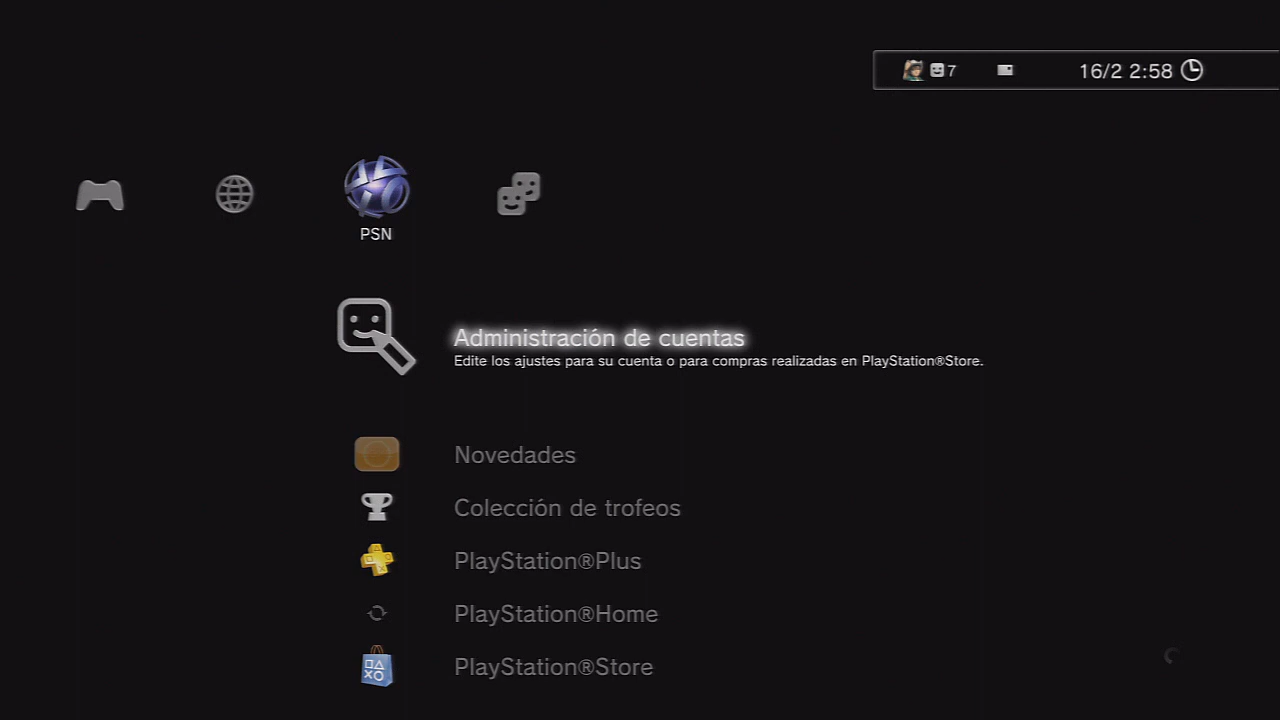 7
16/2 2:58
PSN
Administración de cuentas
Edite los ajustes para su cuenta o para compras realizadas en PlayStation®Store.
Novedades
Colección de trofeos
PlayStation®Plus
PlayStation®Home
PlayStation®Store